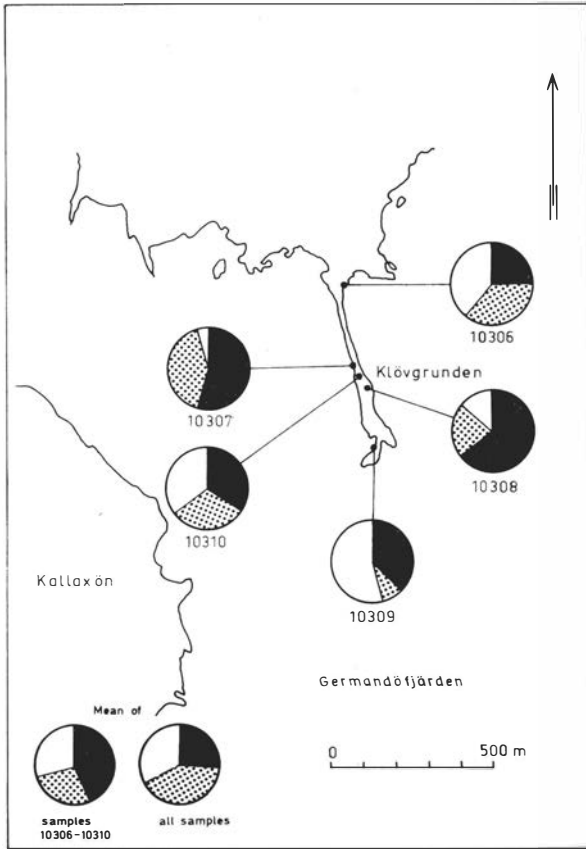 10306
Klövgrunden
10307
10308
10310
10309
Kallaxön
Germandöfjärden
Mean of
0 500 m
samples
10306-10310
all samples